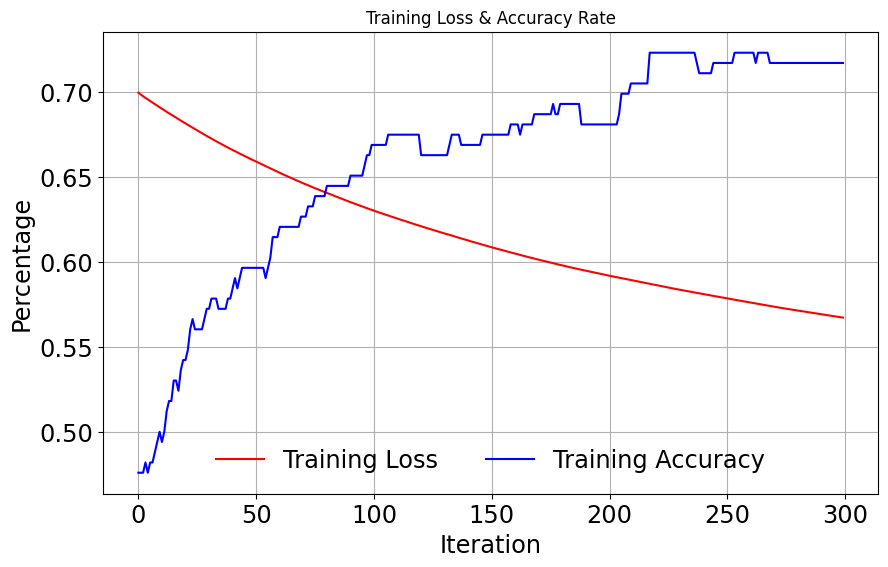 Training Loss & Accuracy Rate
Percentage
0.70
0.65
0.60
0.55
0.50
Training Loss
Training Accuracy
0
50
100
150
200
250
300
Iteration